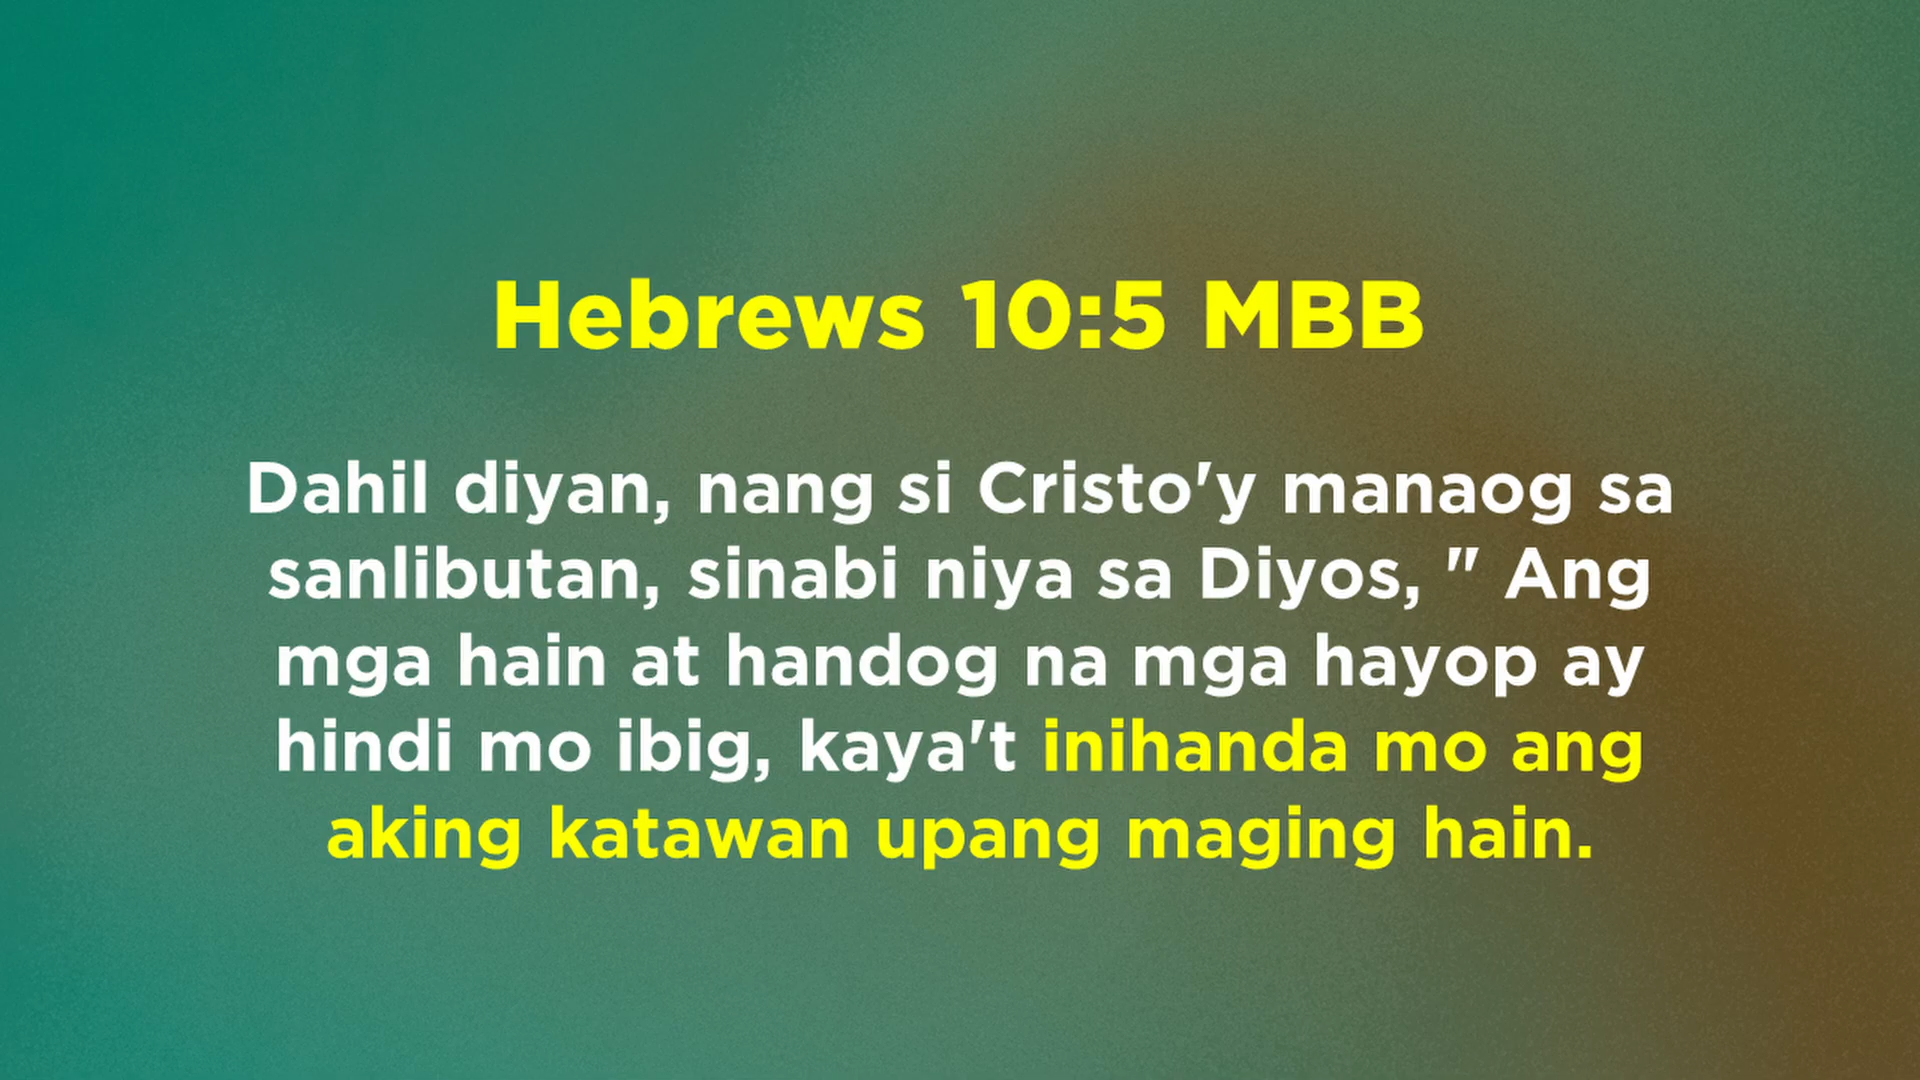 Hebrews 10:5 MBB
Dahil diyan, nang si Cristo'y manaog sa
sanlibutan, sinabi niya sa Diyos, " Ang
mga hain at handog na mga hayop ay
hindi mo ibig, kaya't inihanda mo ang
aking katawan upang maging hain.